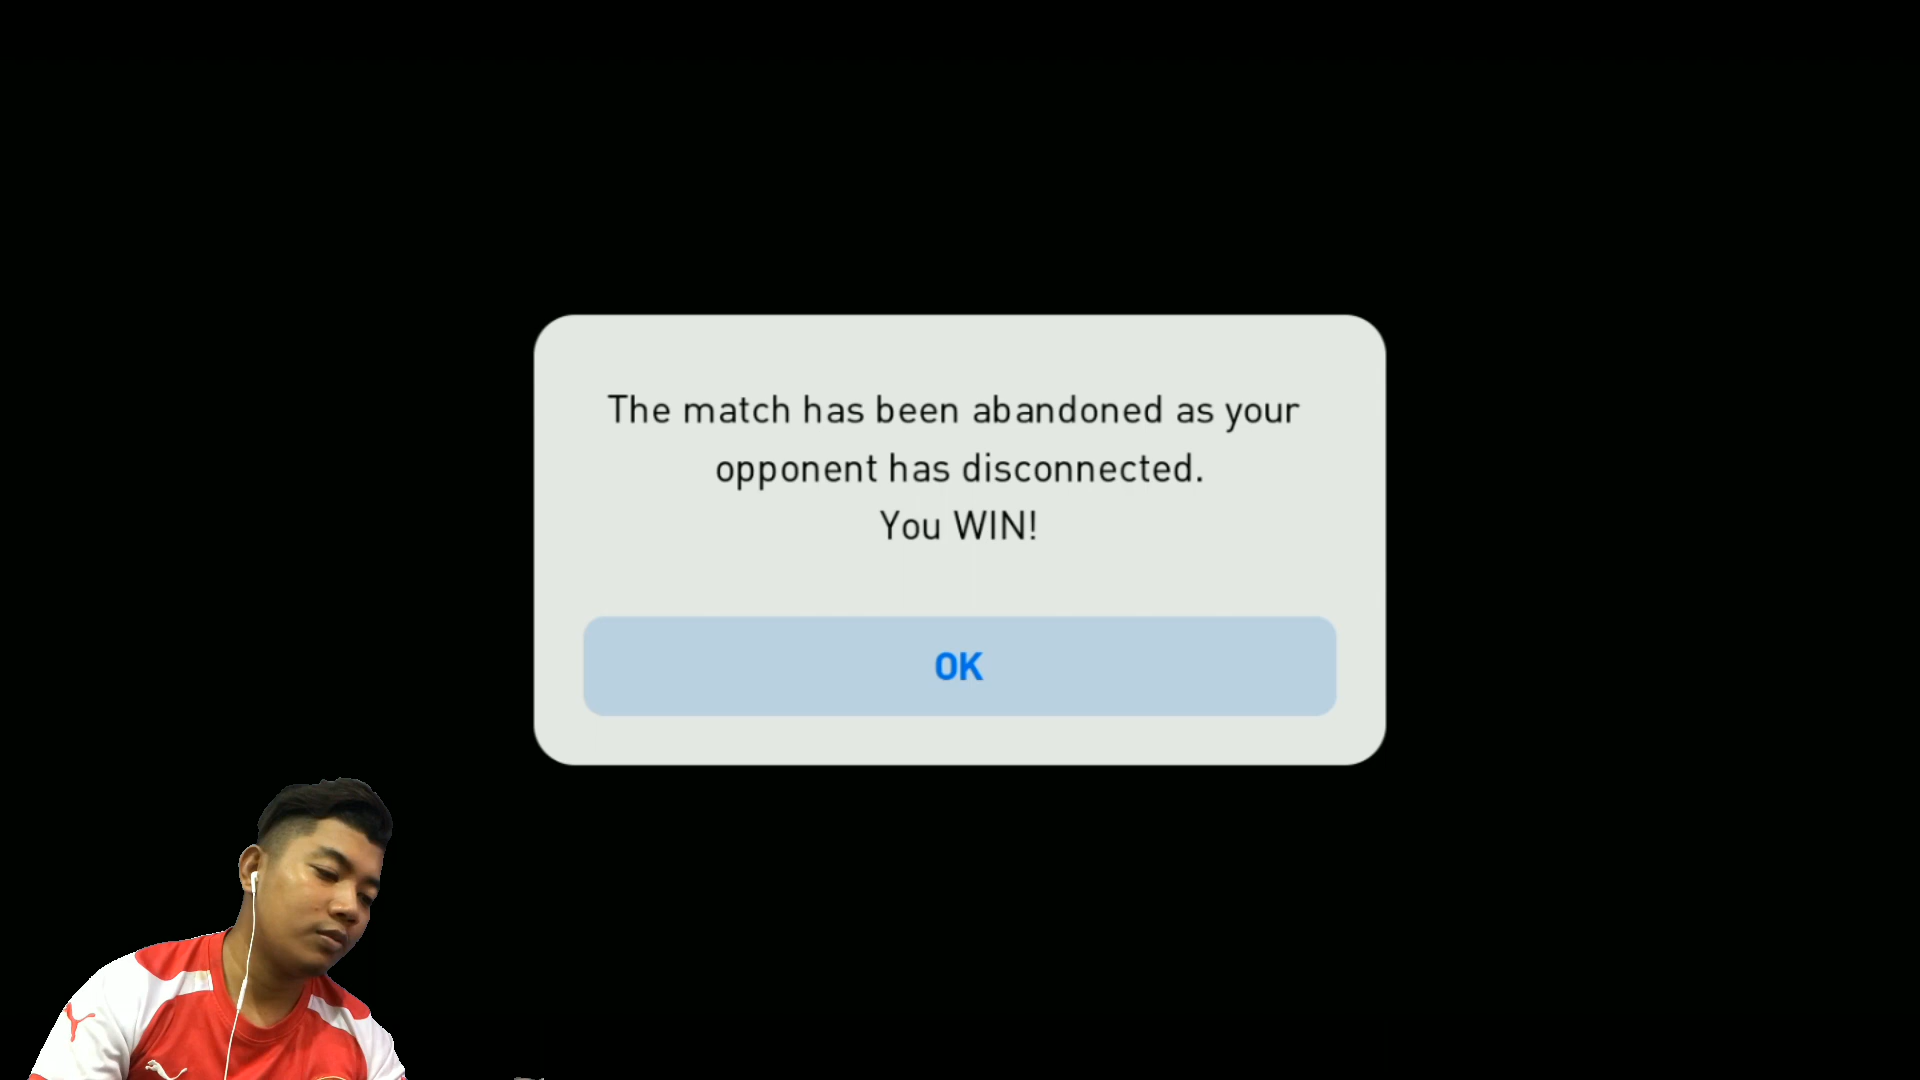 The match has been abandoned as your
opponent has disconnected.
You WIN!
OK